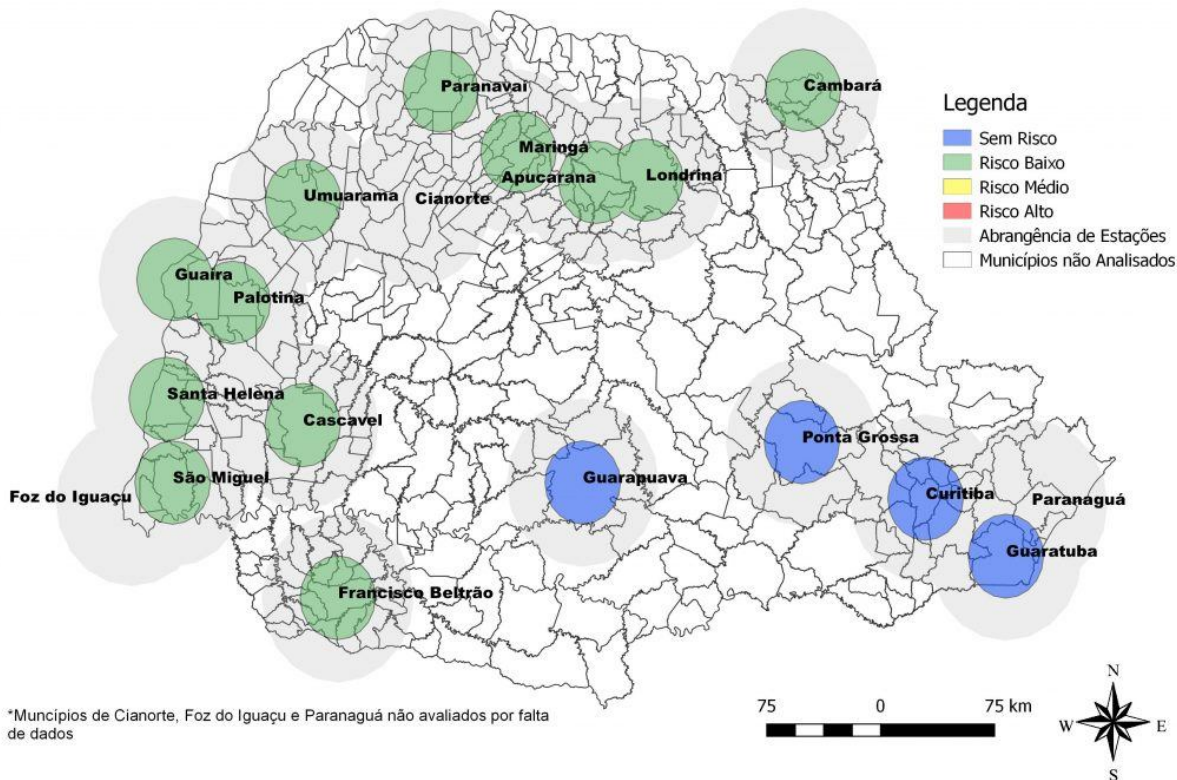 Paranavaí
Cambará
Maringá
Apucarana
Londrina
Umuarama
Cianorte
Guaíra
Palotina
Santa Helena
Cascavel
São Miguel
Foz do Iguaçu
Francisco Beltrão
Guarapuava
Ponta Grossa
Curitiba
Paranaguá
Guaratuba
Legenda
Sem Risco
Risco Baixo
Risco Médio
Risco Alto
Abrangência de Estações
Municípios não Analisados
*Muncípios de Cianorte, Foz do Iguaçu e Paranaguá não avaliados por falta
de dados
75 0 75 km
N
W E
S